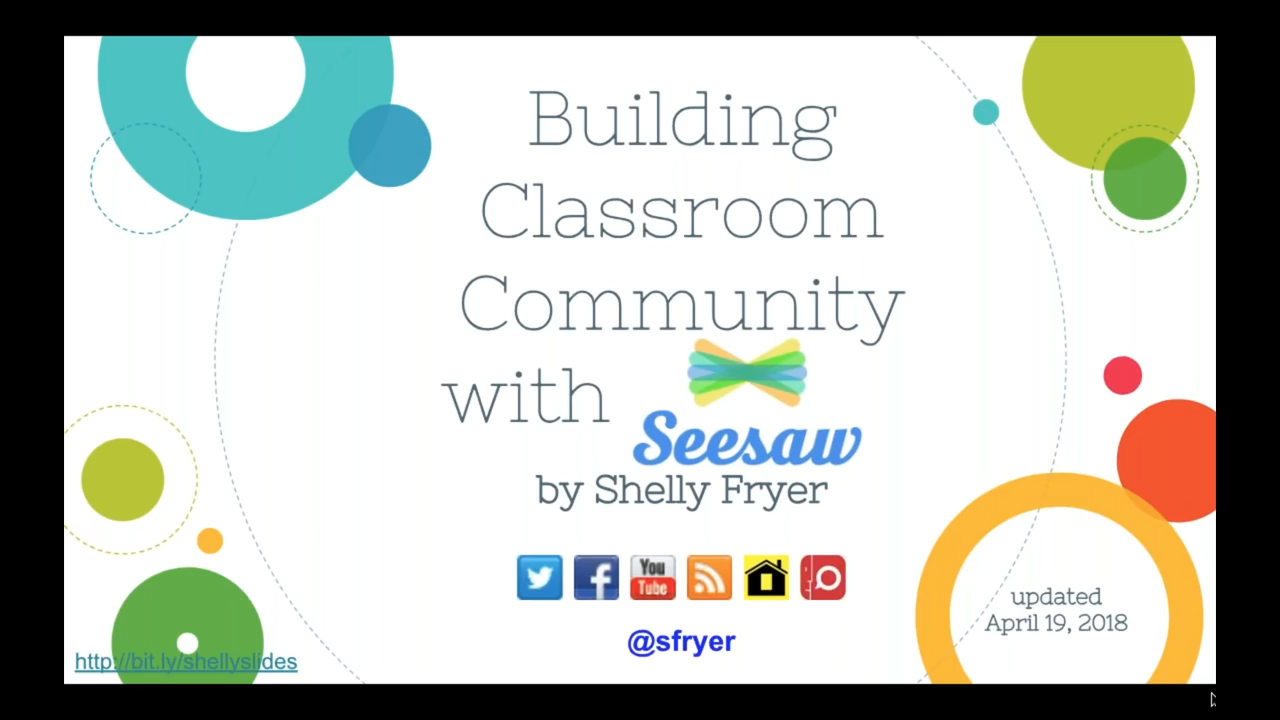 Building
Classroom
Community
with Seesaw
by Shelly Fryer
You
Tube
@sfryer
updated
April 19, 2018
http://bit.ly/shellyslides